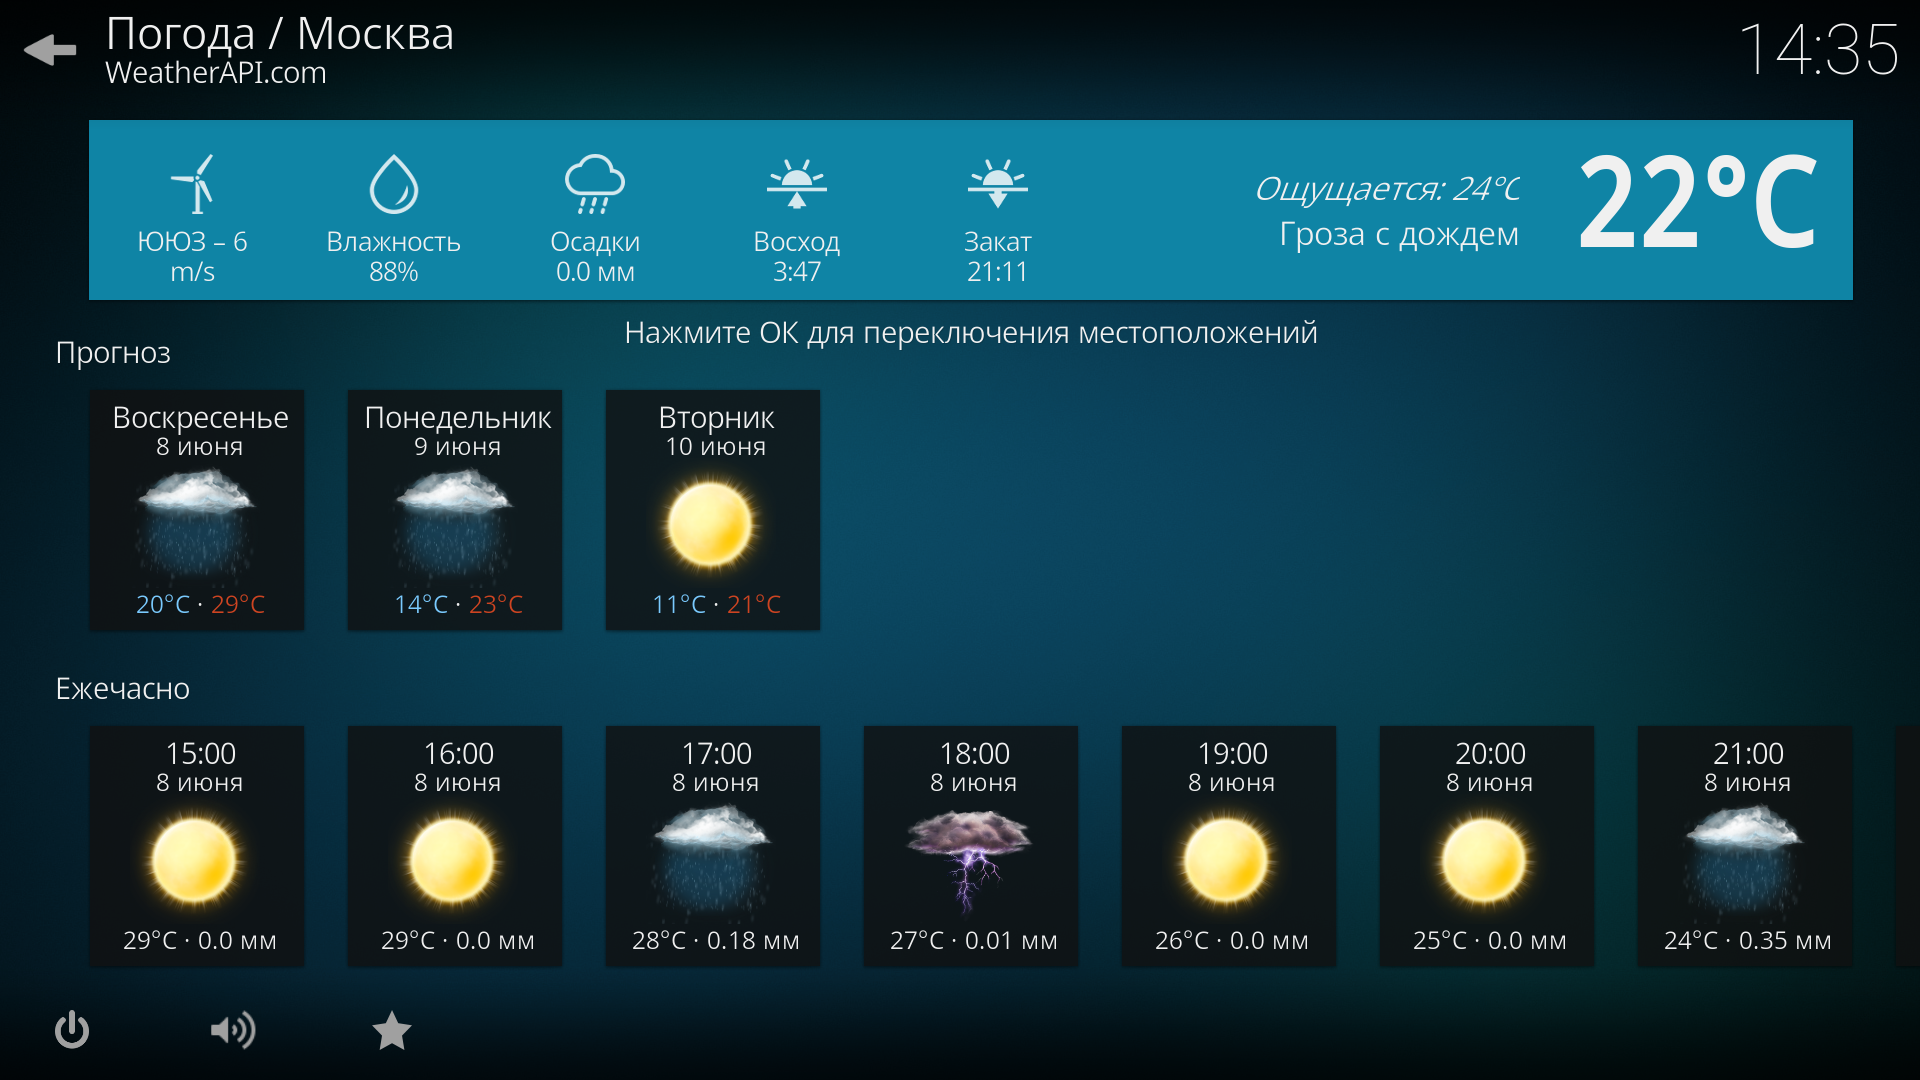 Погода / Москва
WeatherAPI.com
14:35
ЮЮЗ – 6
m/s
Влажность
88%
Осадки
0.0 мм
Восход
3:47
Закат
21:11
Ощущается: 24°C
Гроза с дождем
22°C
Нажмите ОК для переключения местоположений
Прогноз
Воскресенье
8 июня
20°C · 29°C
Понедельник
9 июня
14°C · 23°C
Вторник
10 июня
11°C · 21°C
Ежечасно
15:00
8 июня
29°C · 0.0 мм
16:00
8 июня
29°C · 0.0 мм
17:00
8 июня
28°C · 0.18 мм
18:00
8 июня
27°C · 0.01 мм
19:00
8 июня
26°C · 0.0 мм
20:00
8 июня
25°C · 0.0 мм
21:00
8 июня
24°C · 0.35 мм